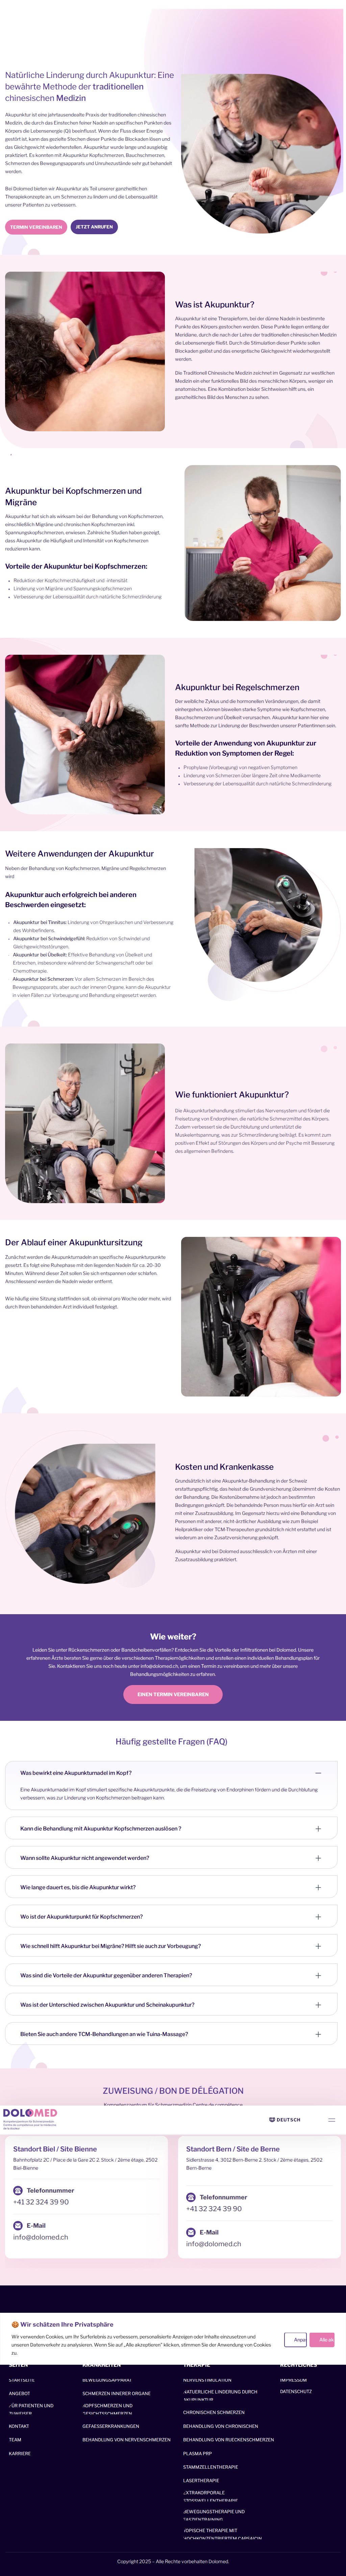 Natürliche Linderung durch Akupunktur: Eine
bewährte Methode der traditionellen
chinesischen Medizin
Akupunktur ist eine jahrtausendealte Praxis der traditionellen chinesischen
Medizin, die durch das Einstechen feiner Nadeln an spezifischen Punkten des
Körpers die Lebensenergie (Qi) beeinflusst. Wenn der Fluss dieser Energie
gestört ist, kann das gezielte Stechen dieser Punkte die Blockaden lösen und
das Gleichgewicht wiederherstellen. Akupunktur wurde lange und ausgiebig
praktiziert. Es konnten mit Akupunktur Kopfschmerzen, Bauchschmerzen,
Schmerzen des Bewegungsapparats und Unruhezustände sehr gut behandelt
werden.
Bei Dolomed bieten wir Akupunktur als Teil unserer ganzheitlichen
Therapiekonzepte an, um Schmerzen zu lindern und die Lebensqualität
unserer Patienten zu verbessern.
TERMIN VEREINBAREN
JETZT ANRUFEN
Was ist Akupunktur?
Akupunktur ist eine Therapieform, bei der dünne Nadeln in bestimmte
Punkte des Körpers gestochen werden. Diese Punkte liegen entlang der
Meridiane, durch die nach der Lehre der traditionellen chinesischen Medizin
die Lebensenergie fließt. Durch die Stimulation dieser Punkte sollen
Blockaden gelöst und das energetische Gleichgewicht wiederhergestellt
werden.
Die Traditionell Chinesische Medizin zeichnet im Gegensatz zur westlichen
Medizin ein eher funktionelles Bild des menschlichen Körpers, weniger ein
anatomisches. Eine Kombination beider Sichtweisen hilft uns, ein
ganzheitliches Bild des Menschen zu sehen.
Akupunktur bei Kopfschmerzen und
Migräne
Akupunktur hat sich als wirksam bei der Behandlung von Kopfschmerzen,
einschließlich Migräne und chronischen Kopfschmerzen inkl.
Spannungskopfschmerzen, erwiesen. Zahlreiche Studien haben gezeigt,
dass Akupunktur die Häufigkeit und Intensität von Kopfschmerzen
reduzieren kann.
Vorteile der Akupunktur bei Kopfschmerzen:
• Reduktion der Kopfschmerzhäufigkeit und -intensität
• Linderung von Migräne und Spannungskopfschmerzen
• Verbesserung der Lebensqualität durch natürliche Schmerzlinderung
Akupunktur bei Regelschmerzen
Der weibliche Zyklus und die hormonellen Veränderungen, die damit
einhergehen, können bisweilen starke Symptome wie Kopfschmerzen,
Bauchschmerzen und Übelkeit verursachen. Akupunktur kann hier eine
sanfte Methode zur Linderung der Beschwerden unserer Patientinnen sein.
Vorteile der Anwendung von Akupunktur zur
Reduktion von Symptomen der Regel:
• Prophylaxe (Vorbeugung) von negativen Symptomen
• Linderung von Schmerzen über längere Zeit ohne Medikamente
• Verbesserung der Lebensqualität durch natürliche Schmerzlinderung
Weitere Anwendungen der Akupunktur
Neben der Behandlung von Kopfschmerzen, Migräne und Regelschmerzen
wird
Akupunktur auch erfolgreich bei anderen
Beschwerden eingesetzt:
• Akupunktur bei Tinnitus: Linderung von Ohrgeräuschen und Verbesserung
des Wohlbefindens.
• Akupunktur bei Schwindelgefühl: Reduktion von Schwindel und
Gleichgewichtsstörungen.
Akupunktur bei Übelkeit: Effektive Behandlung von Übelkeit und
Erbrechen, insbesondere während der Schwangerschaft oder bei
Chemotherapie.
Akupunktur bei Schmerzen: Vor allem Schmerzen im Bereich des
Bewegungsapparats, aber auch der inneren Organe, kann die Akupunktur
in vielen Fällen zur Vorbeugung und Behandlung eingesetzt werden.
Wie funktioniert Akupunktur?
Die Akupunkturbehandlung stimuliert das Nervensystem und fördert die
Freisetzung von Endorphinen, die natürliche Schmerzmittel des Körpers.
Zudem verbessert sie die Durchblutung und unterstützt die
Muskelentspannung, was zur Schmerzlinderung beiträgt. Es kommt zum
positiven Effekt auf Störungen des Körpers und der Psyche mit Besserung
des allgemeinen Befindens.
Der Ablauf einer Akupunktursitzung
Zunächst werden die Akupunkturnadeln an spezifische Akupunkturpunkte
gesetzt. Es folgt eine Ruhephase mit den liegenden Nadeln für ca. 20-30
Minuten. Während dieser Zeit sollen Sie sich entspannen oder schlafen.
Anschliessend werden die Nadeln wieder entfernt.
Wie häufig eine Sitzung stattfinden soll, ob einmal pro Woche oder mehr, wird
durch Ihren behandelnden Arzt individuell festgelegt.
Kosten und Krankenkasse
Grundsätzlich ist eine Akupunktur-Behandlung in der Schweiz
erstattungspflichtig, das heisst die Grundversicherung übernimmt die Kosten
der Behandlung. Die Kostenübernahme ist jedoch an bestimmten
Bedingungen geknüpft. Die behandelnde Person muss hierfür ein Arzt sein
mit einer Zusatzausbildung. Im Gegensatz hierzu wird eine Behandlung von
Personen mit anderer, nicht ärztlicher Ausbildung wie zum Beispiel
Heilpraktiker oder TCM-Therapeuten grundsätzlich nicht erstatten und ist
wiederum an eine Zusatzversicherung geknüpft.
Akupunktur wird bei Dolomed ausschliesslich von Ärzten mit einer
Zusatzausbildung praktiziert.
Wie weiter?
Leiden Sie unter Rückenschmerzen oder Bandscheibenvorfällen? Entdecken Sie die Vorteile der Infiltrationen bei Dolomed. Unsere
erfahrenen Ärzte beraten Sie gerne über die verschiedenen Therapiemöglichkeiten und erstellen einen individuellen Behandlungsplan für
Sie. Kontaktieren Sie uns noch heute unter info@dolomed.ch, um einen Termin zu vereinbaren und mehr über unsere
Behandlungsmöglichkeiten zu erfahren.
EINEN TERMIN VEREINBAREN
Häufig gestellte Fragen (FAQ)
Was bewirkt eine Akupunkturnadel im Kopf?
Eine Akupunkturnadel im Kopf stimuliert spezifische Akupunkturpunkte, die die Freisetzung von Endorphinen fördern und die Durchblutung
verbessern, was zur Linderung von Kopfschmerzen beitragen kann.
Kann die Behandlung mit Akupunktur Kopfschmerzen auslösen ?
Wann sollte Akupunktur nicht angewendet werden?
Wie lange dauert es, bis die Akupunktur wirkt?
Wo ist der Akupunkturpunkt für Kopfschmerzen?
Wie schnell hilft Akupunktur bei Migräne? Hilft sie auch zur Vorbeugung?
Was sind die Vorteile der Akupunktur gegenüber anderen Therapien?
Was ist der Unterschied zwischen Akupunktur und Scheinakupunktur?
Bieten Sie auch andere TCM-Behandlungen an wie Tuina-Massage?
ZUWEISUNG / BON DE DÉLÉGATION
DOLOMED
DEUTSCH
Standort Biel / Site Bienne
Bahnhofplatz 2C / Place de la Gare 2C 2. Stock / 2ème étage, 2502
Biel-Bienne
Telefonnummer
+41 32 324 39 90
E-Mail
info@dolomed.ch
Standort Bern / Site de Berne
Sidlerstrasse 4, 3012 Bern-Berne 2. Stock / 2ème étages, 2502
Bern-Berne
Telefonnummer
+41 32 324 39 90
E-Mail
info@dolomed.ch
🍪 Wir schätzen Ihre Privatsphäre
Wir verwenden Cookies, um Ihr Surferlebnis zu verbessern, personalisierte Anzeigen oder Inhalte einzusetzen und
unseren Datenverkehr zu analysieren. Wenn Sie auf „Alle akzeptieren" klicken, stimmen Sie der Anwendung von Cookies
zu.
SEITEN
STARTSEITE
ANGEBOT
FÜR PATIENTEN UND
ZUWEISER
KONTAKT
TEAM
KARRIERE
KRANKHEITEN
BEWEGUNGSAPPARAT
SCHMERZEN INNERER ORGANE
KOPFSCHMERZEN UND
GESICHTSSCHMERZEN
GEFAESSERKRANKUNGEN
BEHANDLUNG VON NERVENSCHMERZEN
THERAPIE
NERVENSTIMULATION
NATUERLICHE LINDERUNG DURCH
AKUPUNKTUR
CHRONISCHEN SCHMERZEN
BEHANDLUNG VON CHRONISCHEN
BEHANDLUNG VON RUECKENSCHMERZEN
PLASMA PRP
STAMMZELLENTHERAPIE
LASERTHERAPIE
EXTRAKORPORALE
STOSSWELLENTHERAPIE
BEWEGUNGSTHERAPIE UND
TOPISCHE THERAPIE MIT
HOCHKONZENTRIERTEM CAPSAICIN
RECHTLICHES
IMPRESSUM
DATENSCHUTZ
Copyright 2025 – Alle Rechte vorbehalten Dolomed.